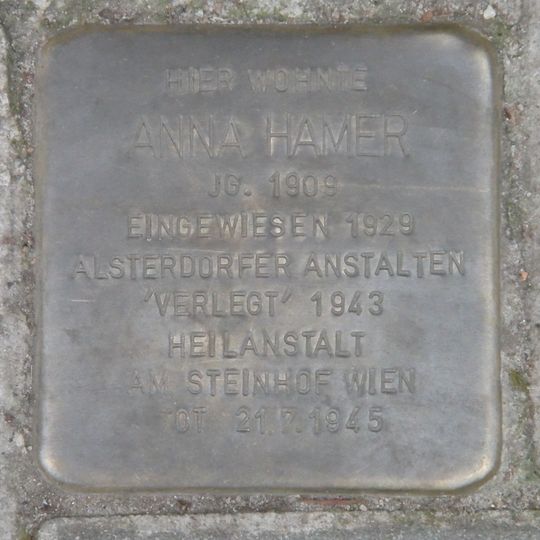 HIER WOHNTE
ANNA HAMER
JG. 1909
EINGEWIESEN 1929
ALSTERDORFER ANSTALTEN
'VERLEGT' 1943
HEILANSTALT
AM STEINHOF WIEN
TOT 21.7.1945